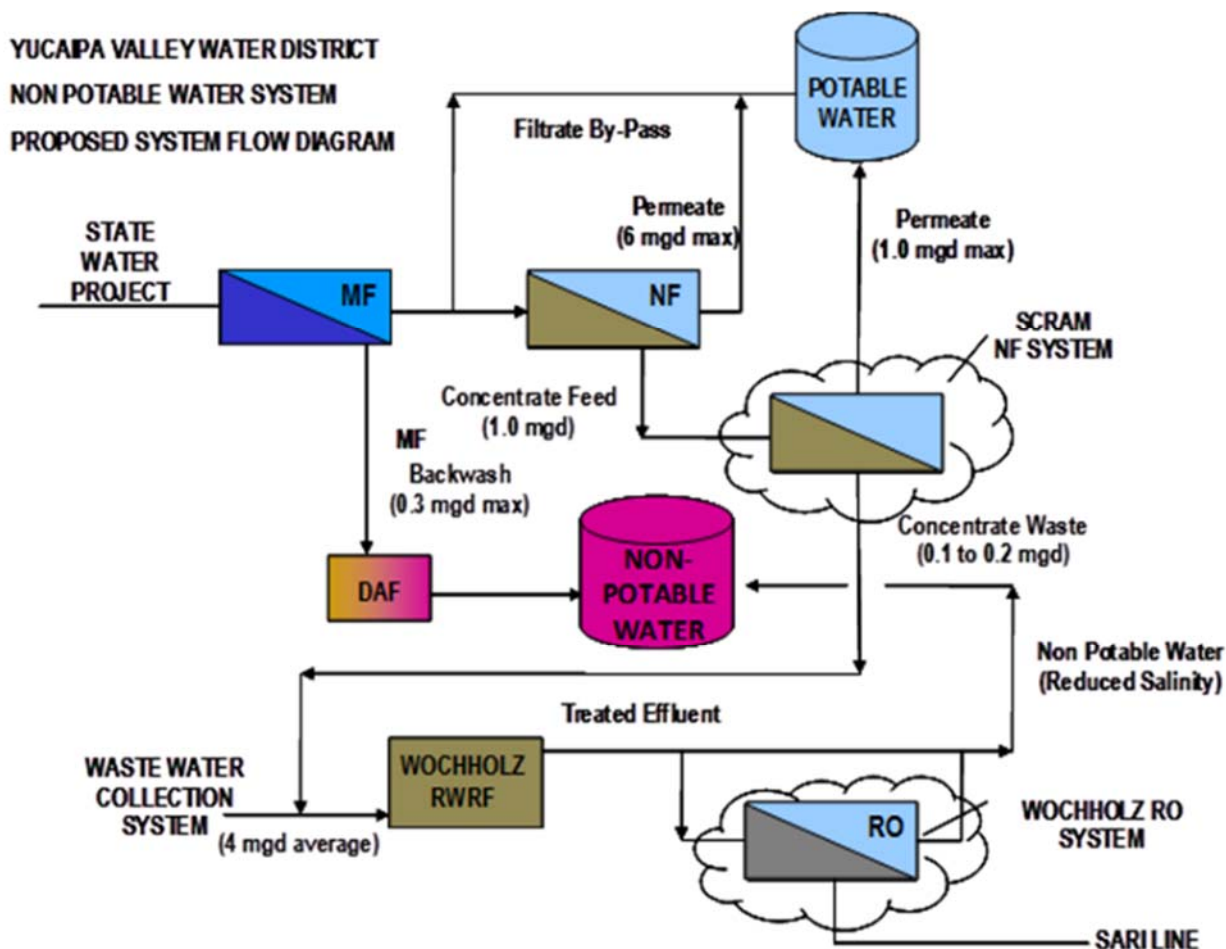 YUCAIPA VALLEY WATER DISTRICT
NON POTABLE WATER SYSTEM
PROPOSED SYSTEM FLOW DIAGRAM
POTABLE
WATER
Filtrate By-Pass
Permeate
(6 mgd max)
Permeate
(1.0 mgd max)
STATE
WATER
PROJECT
MF
NF
SCRAM
NF SYSTEM
Concentrate Feed
(1.0 mgd)
MF
Backwash
(0.3 mgd max)
Concentrate Waste
(0.1 to 0.2 mgd)
DAF
NON-
POTABLE
WATER
Non Potable Water
(Reduced Salinity)
Treated Effluent
WASTE WATER
COLLECTION
SYSTEM
(4 mgd average)
WOCHHOLZ
RWRF
RO
WOCHHOLZ RO
SYSTEM
SARI LINE